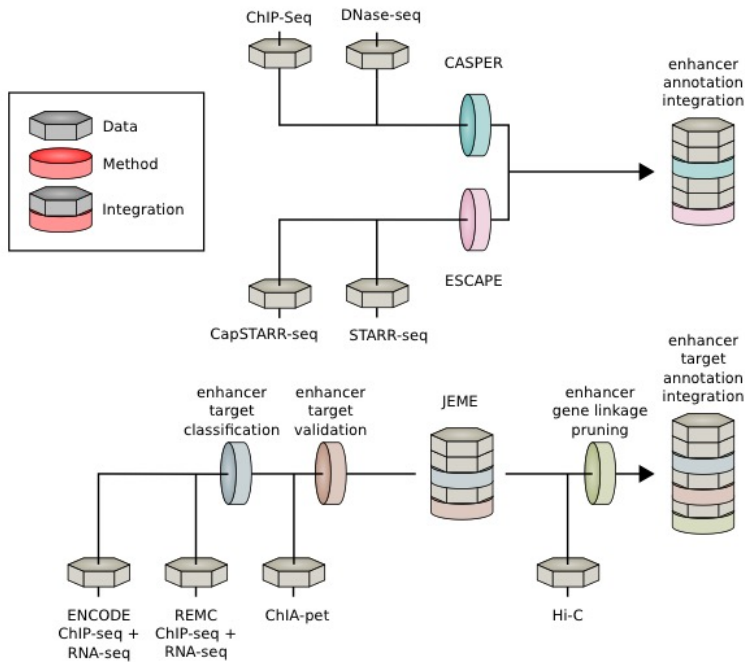 ChIP-Seq
DNase-seq
CASPER
enhancer
annotation
integration
Data
Method
Integration
ESCAPE
CapSTARR-seq
STARR-seq
enhancer
target
classification
enhancer
target
validation
JEME
enhancer
gene linkage
pruning
enhancer
target
annotation
integration
ENCODE
ChIP-seq +
RNA-seq
REMC
ChIP-seq +
RNA-seq
ChIA-pet
Hi-C